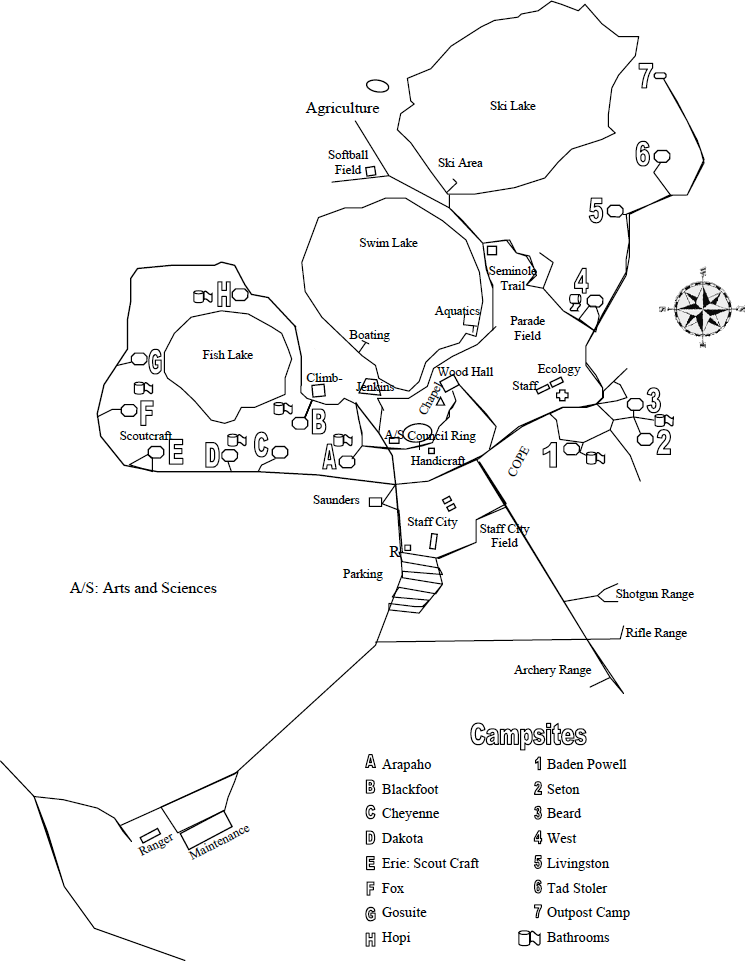 Ski Lake
7
Agriculture
6
Softball
Field
Ski Area
5
Swim Lake
Seminole
Trail
4
H
Aquatics
Parade
Field
Boating
Fish Lake
G
Climb-
Jenkins
Wood Hall
Ecology
Staff
Chapel
3
F
B
Scoutcraft
A/S Council Ring
2
E
D
C
A
Handicraft
COPE
1
Saunders
Staff City
Staff City
Field
R
Parking
A/S: Arts and Sciences
Shotgun Range
Rifle Range
Archery Range
Campsites
A Arapaho
B Blackfoot
C Cheyenne
D Dakota
E Erie: Scout Craft
F Fox
G Gosuite
H Hopi
1 Baden Powell
2 Seton
3 Beard
4 West
5 Livingston
6 Tad Stoler
7 Outpost Camp
Bathrooms
Ranger
Maintenance